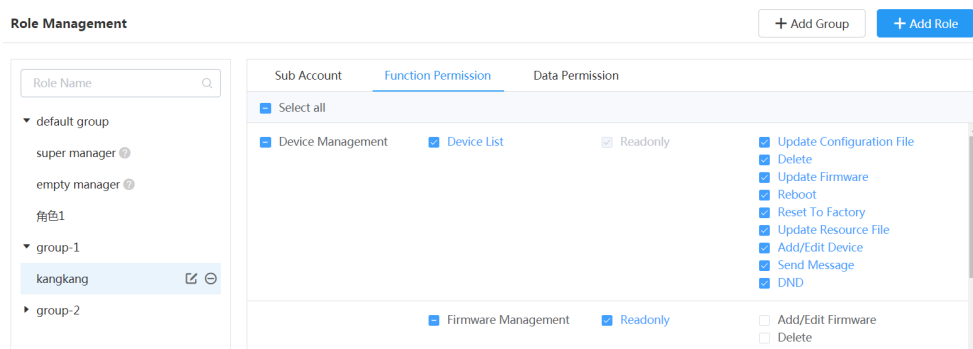 Role Management
+ Add Group
+ Add Role
Role Name
default group
super manager ?
empty manager ?
角色1
group-1
kangkang
group-2
Sub Account Function Permission Data Permission
Select all
Device Management Device List Readonly Update Configuration File
Delete
Update Firmware
Reboot
Reset To Factory
Update Resource File
Add/Edit Device
Send Message
DND
Firmware Management Readonly Add/Edit Firmware
Delete